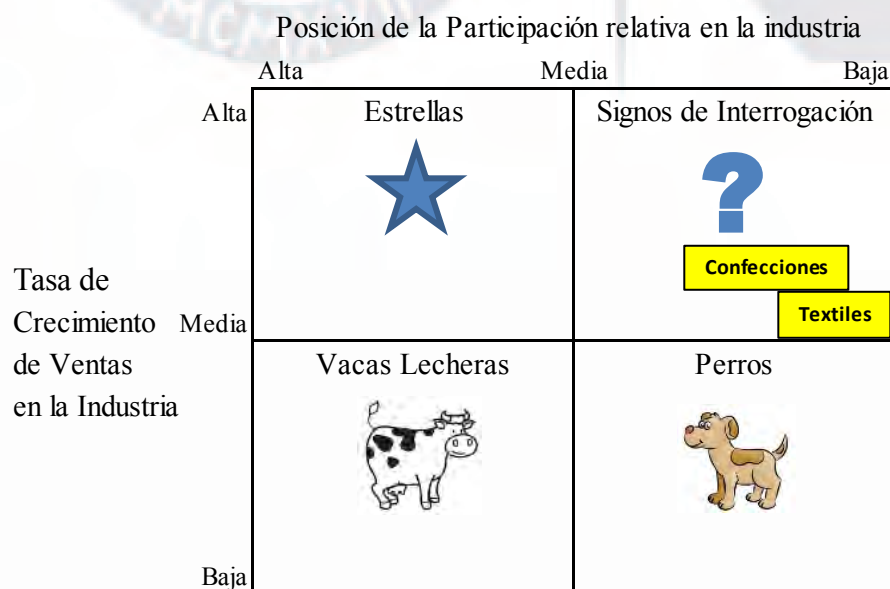 Posición de la Participación relativa en la industria
Alta Media Baja
Alta
Estrellas
Signos de Interrogación
?
Confecciones
Textiles
Tasa de
Crecimiento
de Ventas
en la Industria
Media
Vacas Lecheras
Perros
Baja